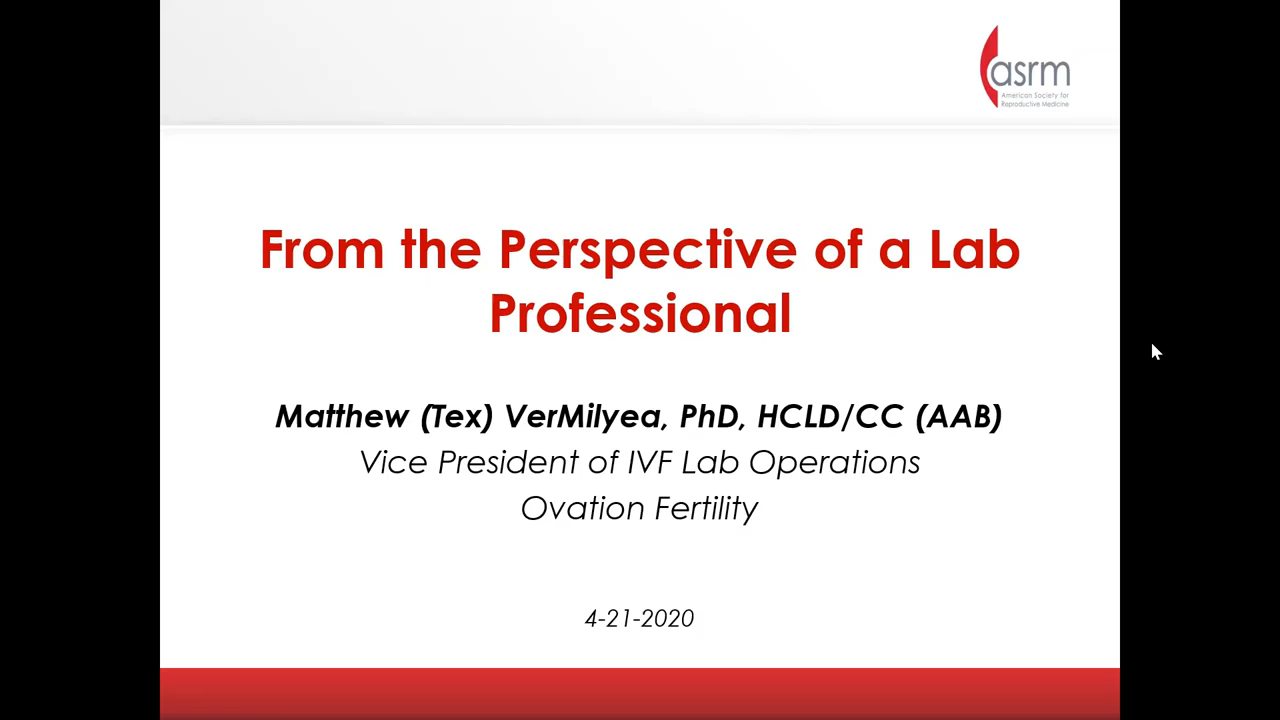 asrm
American Society for
Reproductive Medicine
From the Perspective of a Lab
Professional
Matthew (Tex) VerMilyea, PhD, HCLD/CC (AAB)
Vice President of IVF Lab Operations
Ovation Fertility
4-21-2020